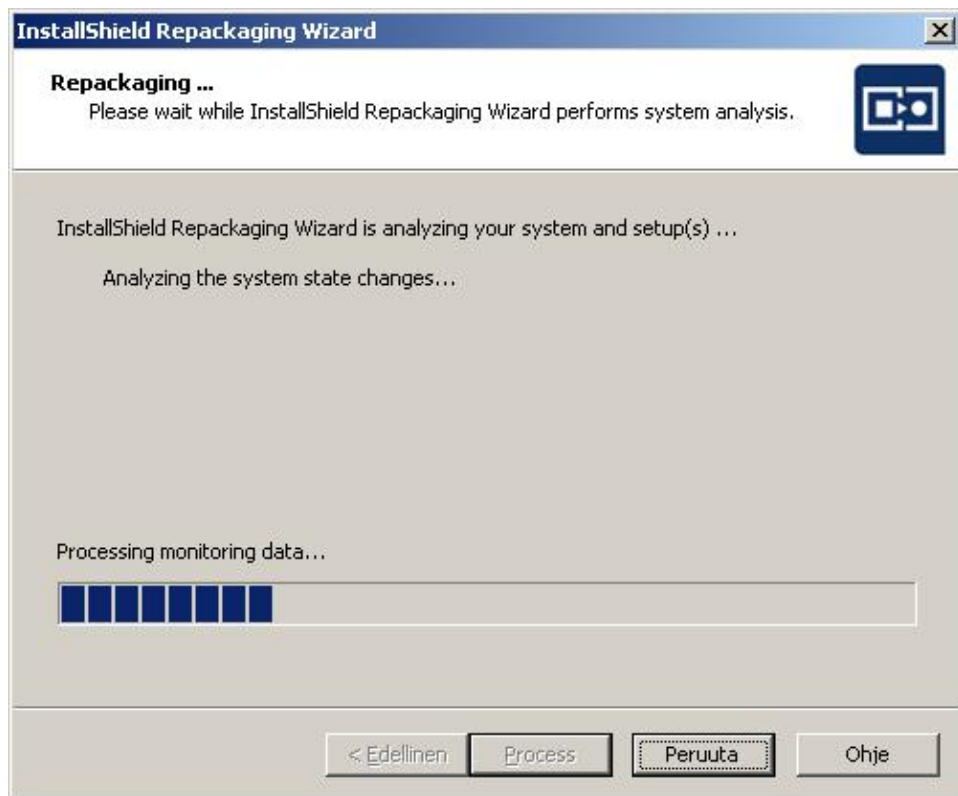 InstallShield Repackaging Wizard
Repackaging ...
Please wait while InstallShield Repackaging Wizard performs system analysis.
InstallShield Repackaging Wizard is analyzing your system and setup(s) ...
Analyzing the system state changes...
Processing monitoring data...
< Edellinen Process Peruuta Ohje